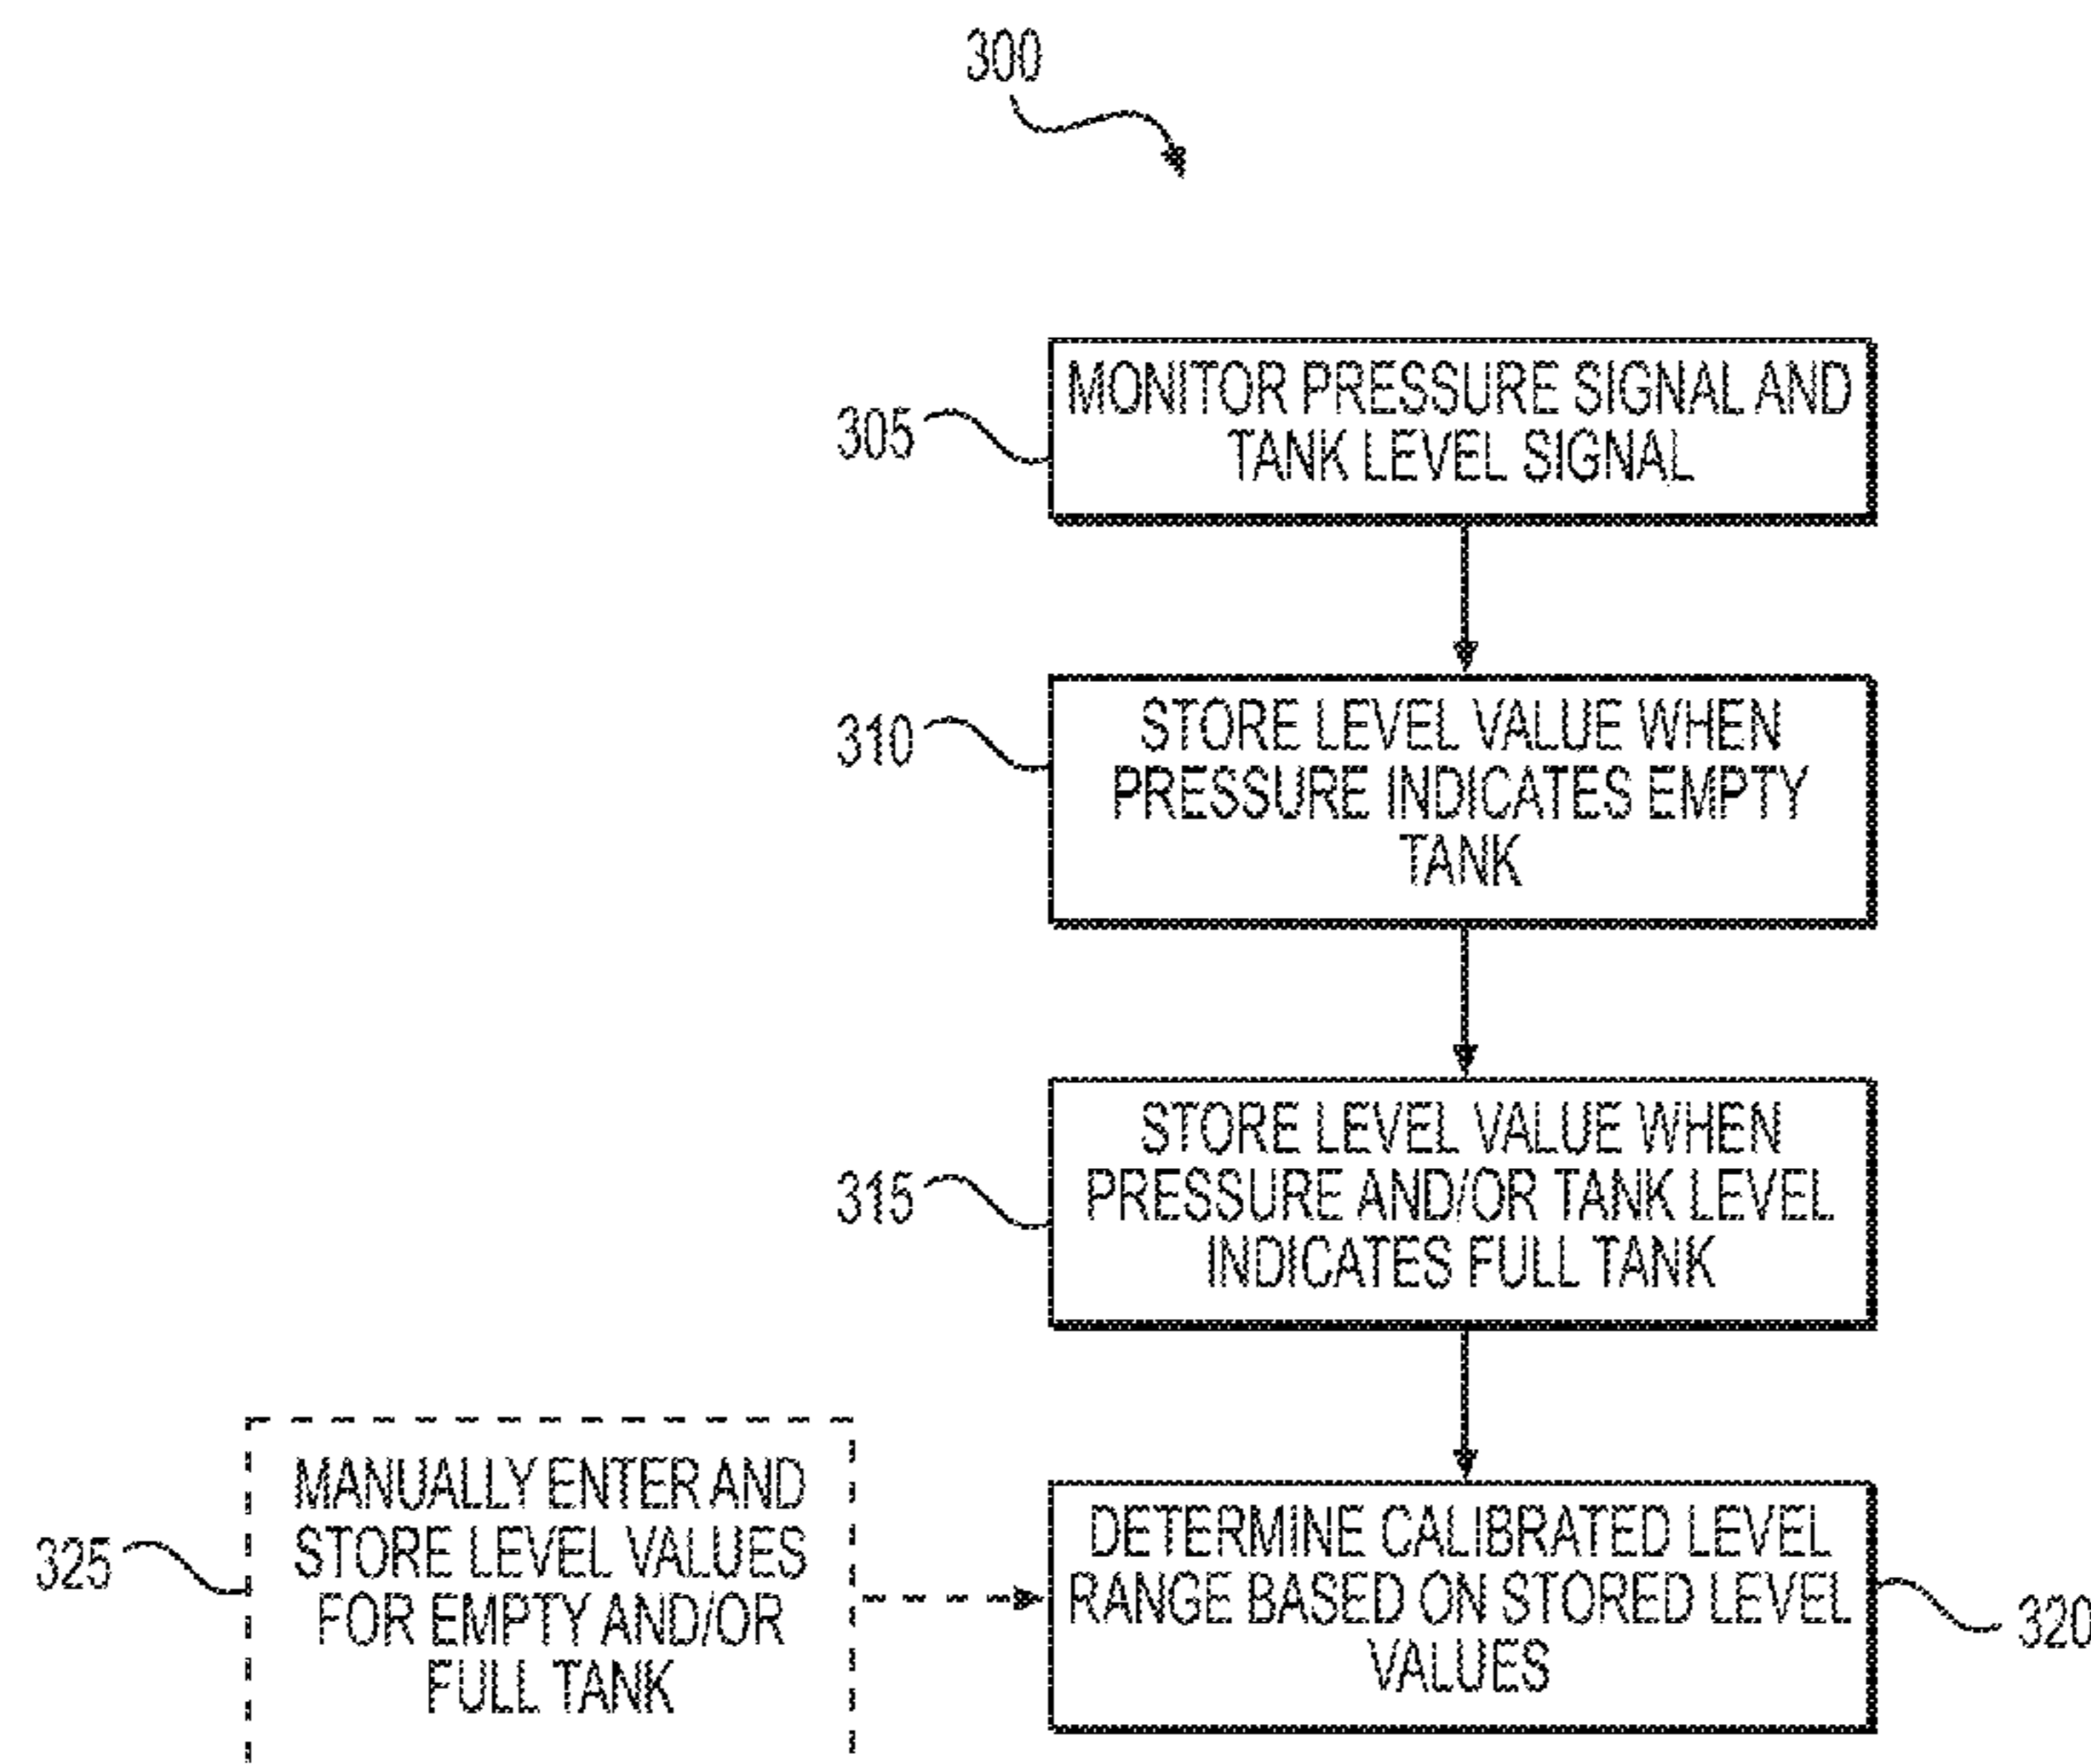 300
305
MONITOR PRESSURE SIGNAL AND
TANK LEVEL SIGNAL
310
STORE LEVEL VALUE WHEN
PRESSURE INDICATES EMPTY
TANK
315
STORE LEVEL VALUE WHEN
PRESSURE AND/OR TANK LEVEL
INDICATES FULL TANK
325
MANUALLY ENTER AND
STORE LEVEL VALUES
FOR EMPTY AND/OR
FULL TANK
DETERMINE CALIBRATED LEVEL
RANGE BASED ON STORED LEVEL
VALUES
320